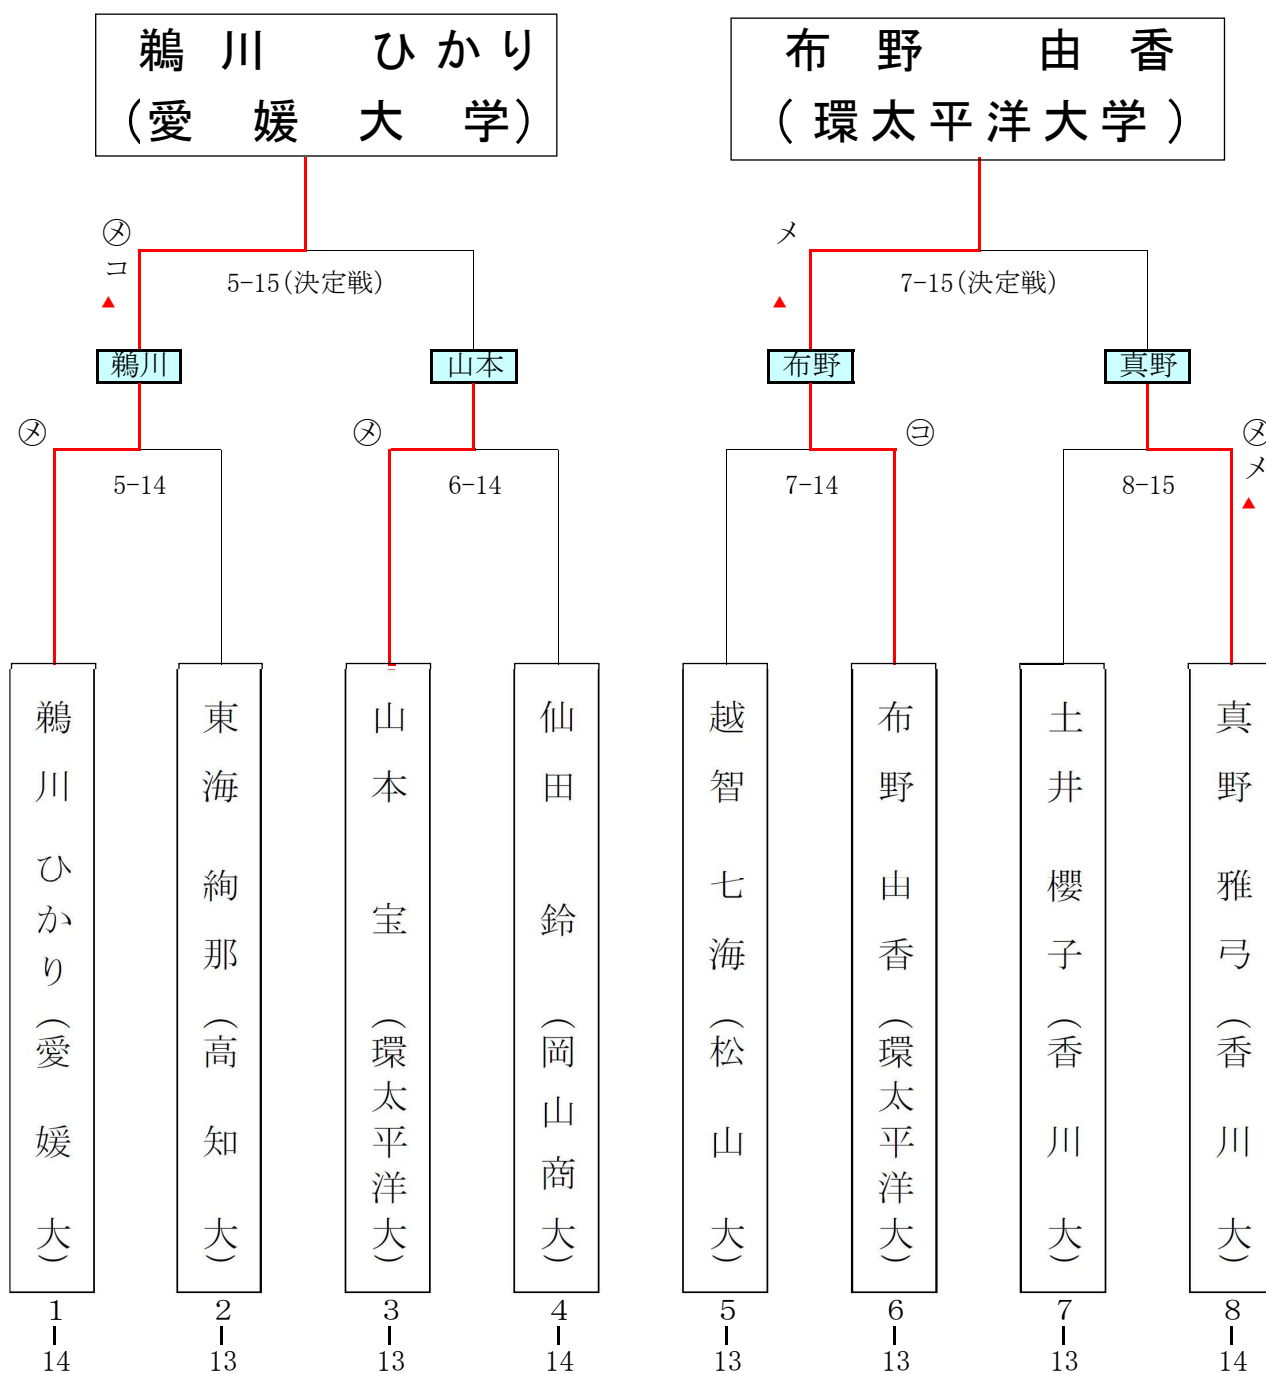 鵜川 ひかり
(愛媛大学)
布野 由香
(環太平洋大学)
㋱
コ
▲
5-15(決定戦)
メ
▲
7-15(決定戦)
鵜川
山本
布野
真野
㋱
5-14
㋱
6-14
㋙
7-14
㋱
メ
▲
8-15
鵜川 ひかり (愛媛大)
東海 絢那 (高知大)
山本 宝 (環太平洋大)
仙田 鈴 (岡山商大)
越智 七海 (松山大)
布野 由香 (環太平洋大)
土井 櫻子 (香川大)
真野 雅弓 (香川大)
1 2 3 4 5 6 7 8
14 13 13 14 13 13 13 14